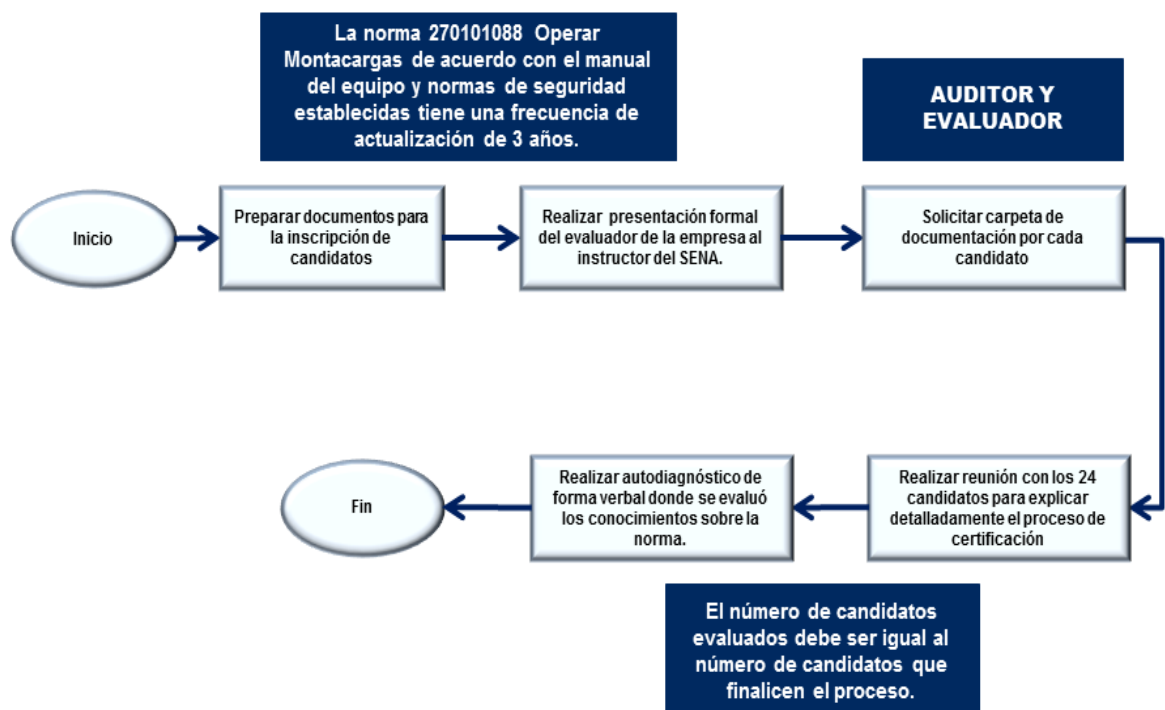 La norma 270101088 Operar
Montacargas de acuerdo con el manual
del equipo y normas de seguridad
establecidas tiene una frecuencia de
actualización de 3 años.
AUDITOR Y
EVALUADOR
Inicio
Preparar documentos para
la inscripción de
candidatos
Realizar presentación formal
del evaluador de la empresa al
instructor del SENA.
Solicitar carpeta de
documentación por cada
candidato
Fin
Realizar autodiagnóstico de
forma verbal donde se evaluó
los conocimientos sobre la
norma.
Realizar reunión con los 24
candidatos para explicar
detalladamente el proceso de
certificación
El número de candidatos
evaluados debe ser igual al
número de candidatos que
finalicen el proceso.